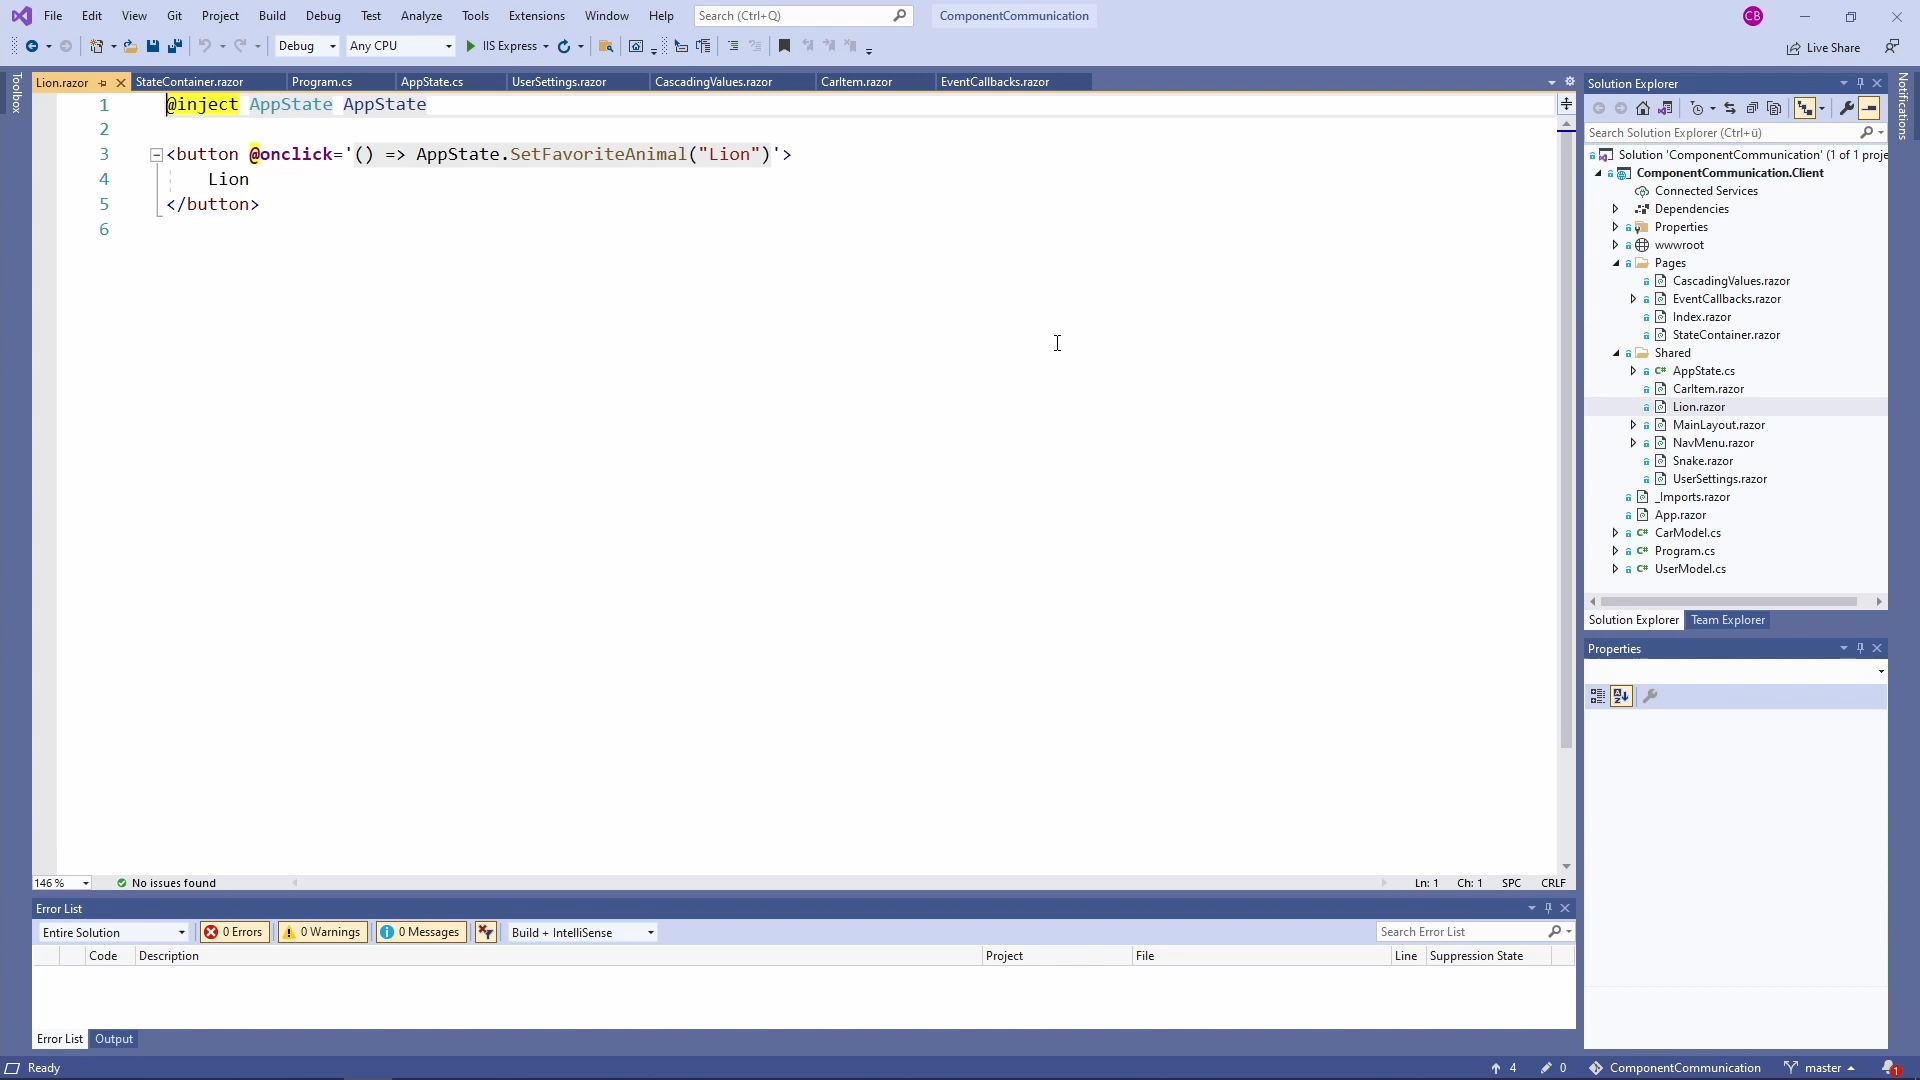 File Edit View Git Project Build Debug Test Analyze Tools Extensions Window Help Search (Ctrl+Q) ComponentCommunication CB
Debug Any CPU IIS Express Live Share
Toolbox
Lion.razor StateContainer.razor Program.cs AppState.cs UserSettings.razor CascadingValues.razor CarItem.razor EventCallbacks.razor
1 @inject AppState AppState
2
3 <button @onclick='() => AppState.SetFavoriteAnimal("Lion")'>
4 Lion
5 </button>
6
146 % No issues found Ln: 1 Ch: 1 SPC CRLF
Error List
Entire Solution 0 Errors 0 Warnings 0 Messages Build + IntelliSense Search Error List
Code Description Project File Line Suppression State
Error List Output
Solution Explorer
Search Solution Explorer (Ctrl+ü)
Solution 'ComponentCommunication' (1 of 1 proje
ComponentCommunication.Client
Connected Services
Dependencies
Properties
wwwroot
Pages
CascadingValues.razor
EventCallbacks.razor
Index.razor
StateContainer.razor
Shared
C# AppState.cs
CarItem.razor
Lion.razor
MainLayout.razor
NavMenu.razor
Snake.razor
UserSettings.razor
_Imports.razor
App.razor
C# CarModel.cs
C# Program.cs
C# UserModel.cs
Solution Explorer Team Explorer
Properties
Notifications
Ready 4 0 ComponentCommunication master 1